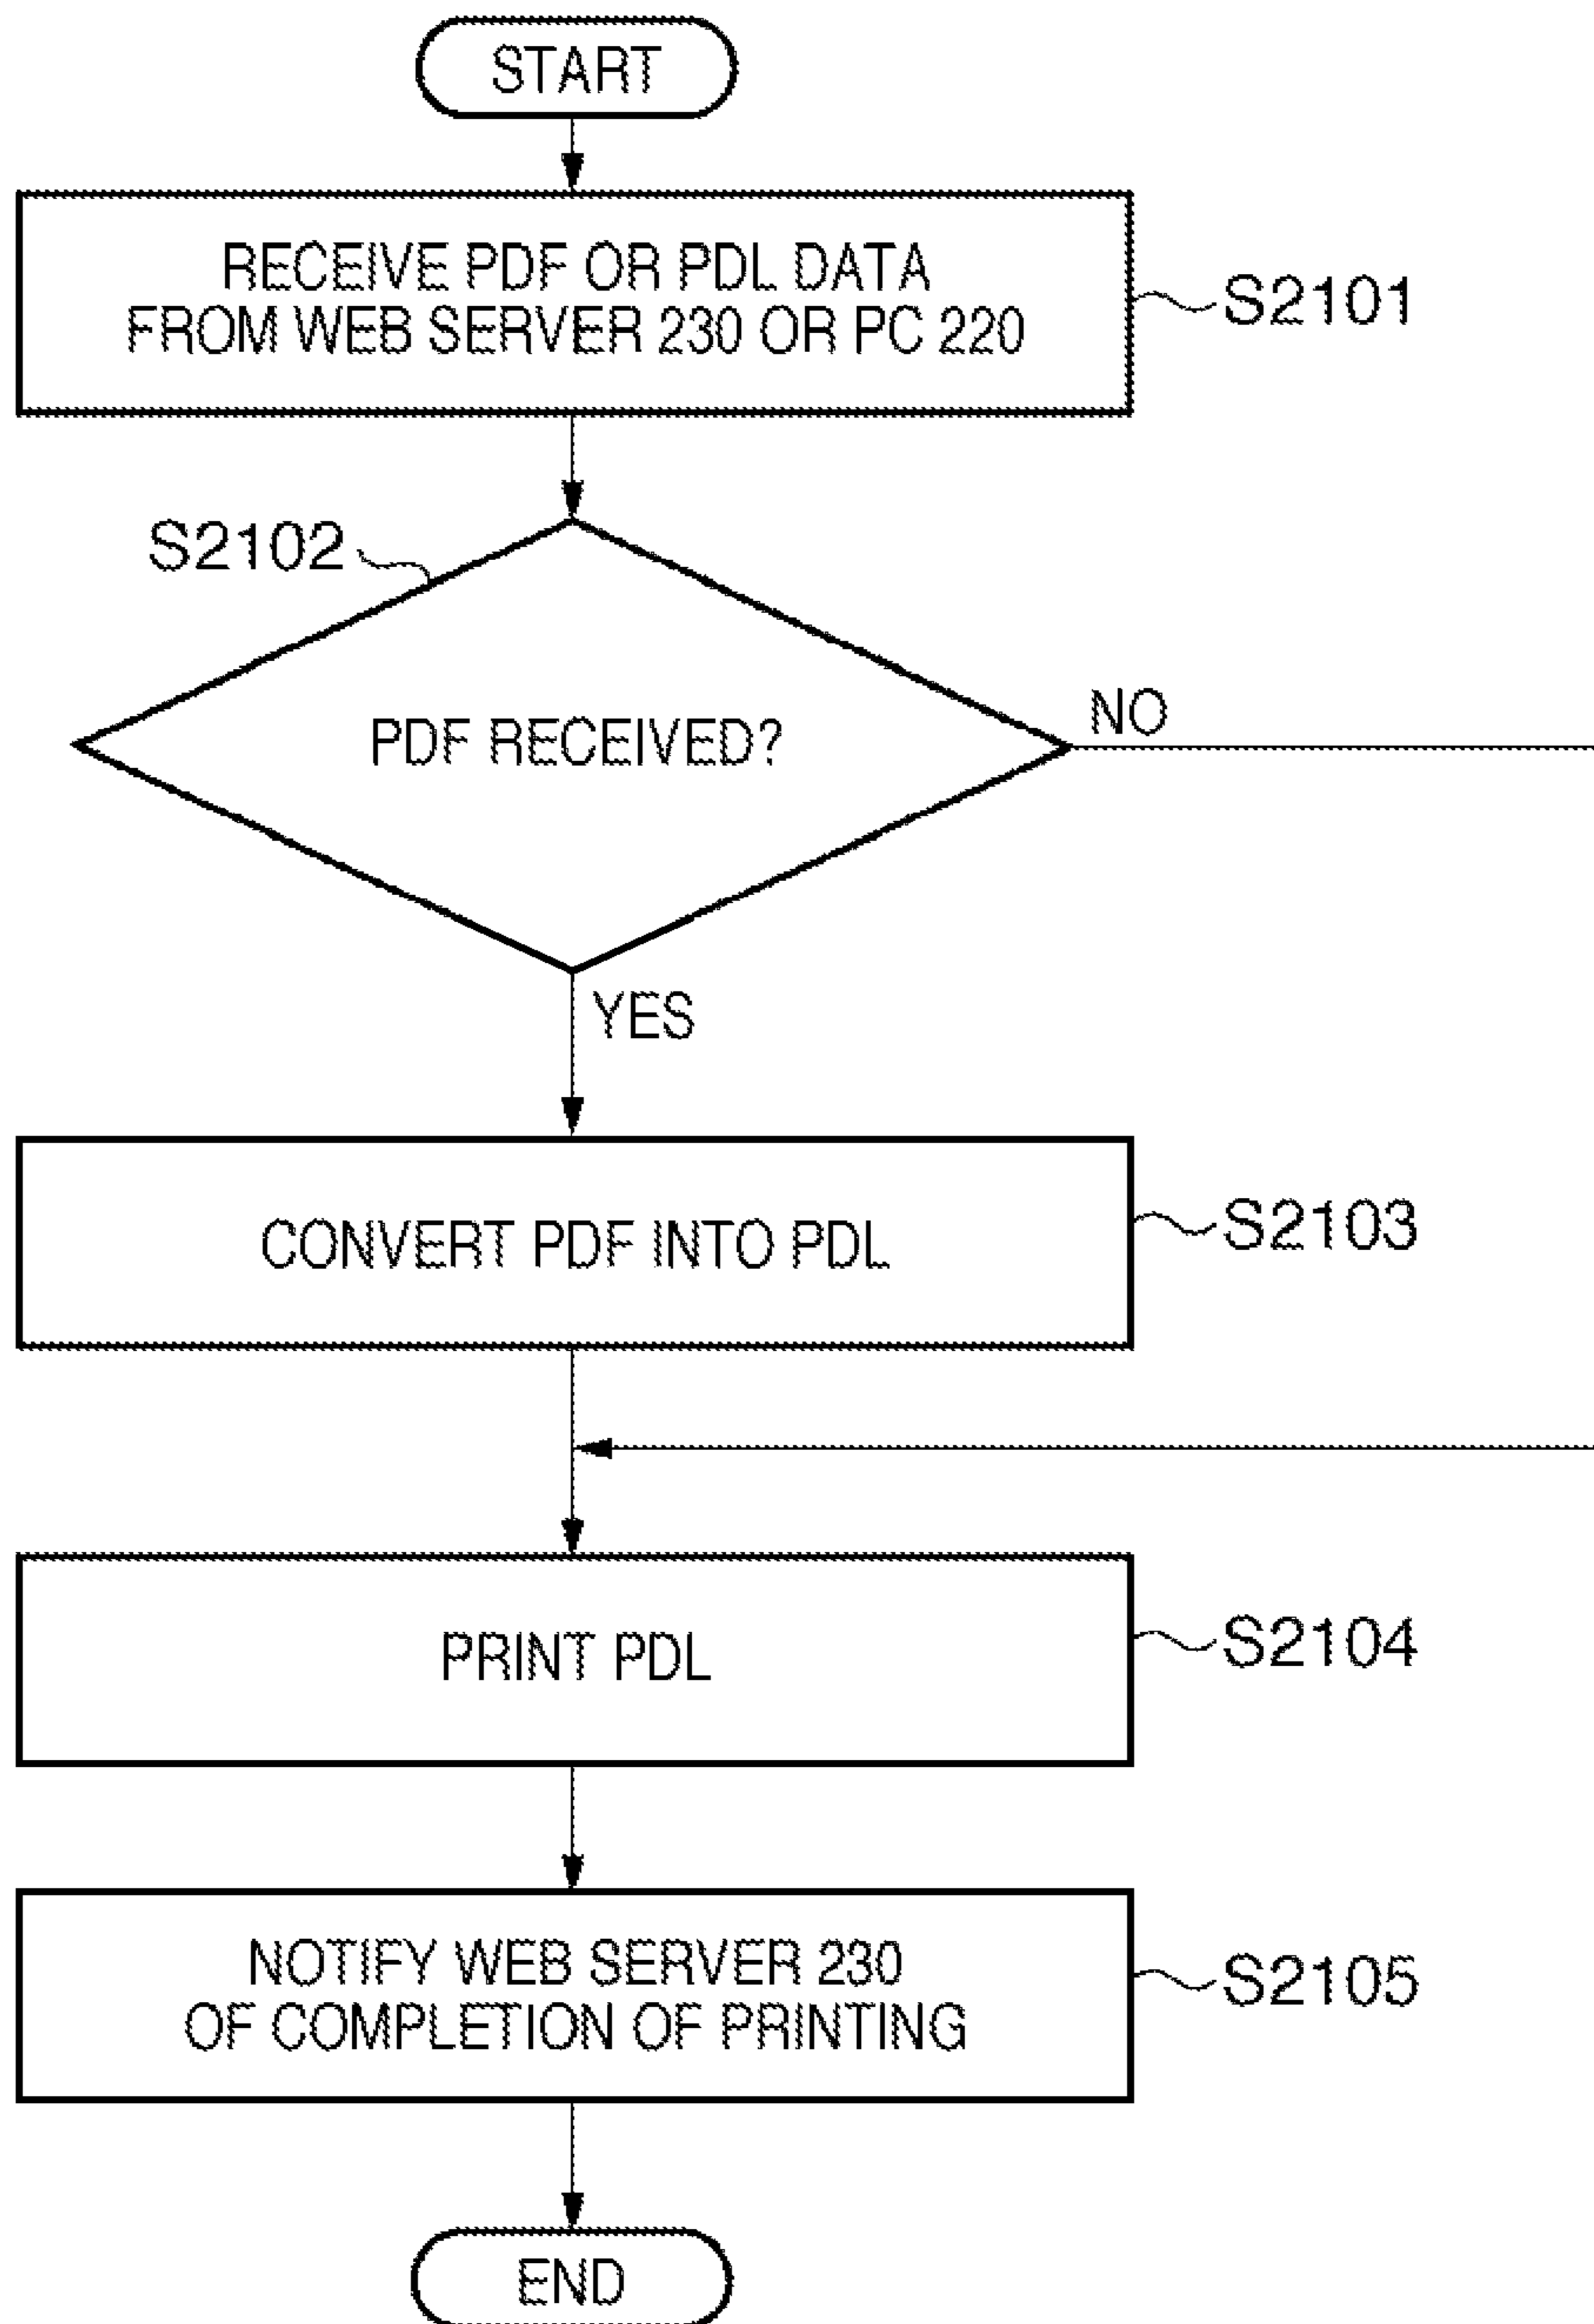 START
RECEIVE PDF OR PDL DATA
FROM WEB SERVER 230 OR PC 220
S2101
S2102
PDF RECEIVED?
NO
YES
CONVERT PDF INTO PDL
S2103
PRINT PDL
S2104
NOTIFY WEB SERVER 230
OF COMPLETION OF PRINTING
S2105
END